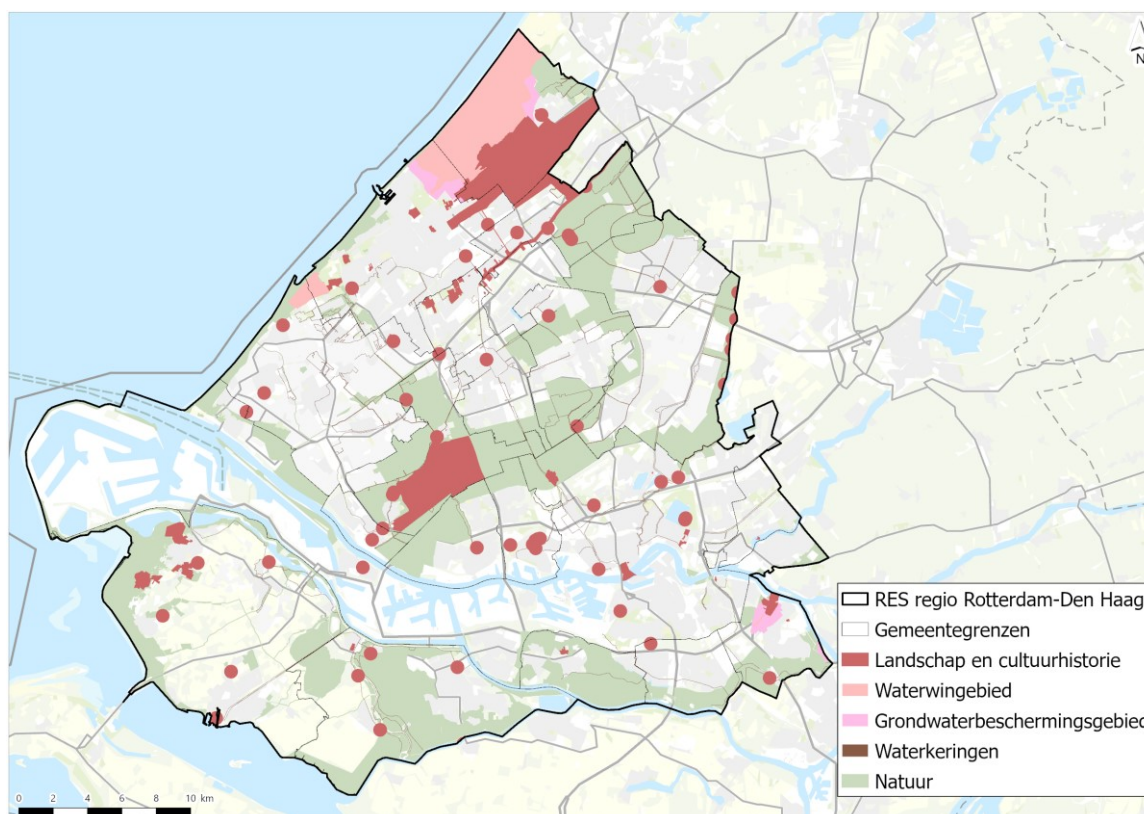 N
RES regio Rotterdam-Den Haag
Gemeentegrenzen
Landschap en cultuurhistorie
Waterwingebied
Grondwaterbeschermingsgebied
Waterkeringen
Natuur
0 2 4 6 8 10 km